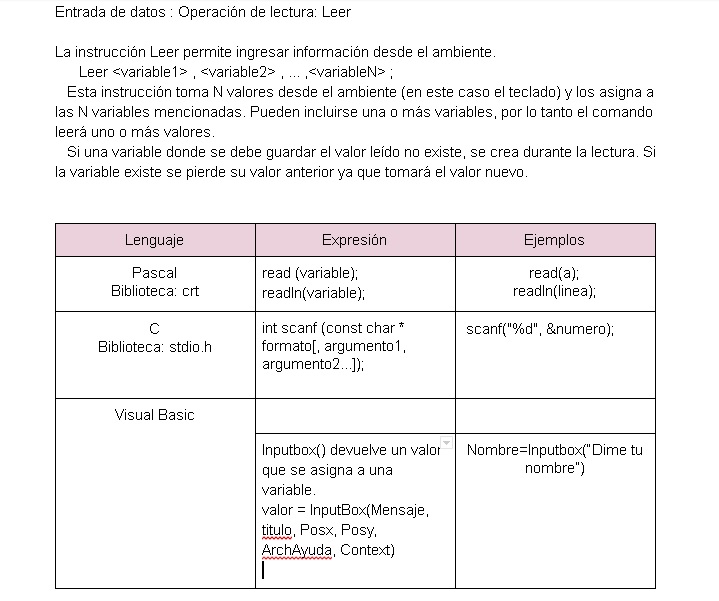 Entrada de datos : Operación de lectura: Leer
La instrucción Leer permite ingresar información desde el ambiente.
Leer <variable1> , <variable2> , ... ,<variableN> ;
Esta instrucción toma N valores desde el ambiente (en este caso el teclado) y los asigna a
las N variables mencionadas. Pueden incluirse una o más variables, por lo tanto el comando
leerá uno o más valores.
Si una variable donde se debe guardar el valor leído no existe, se crea durante la lectura. Si
la variable existe se pierde su valor anterior ya que tomará el valor nuevo.
Lenguaje
Expresión
Ejemplos
Pascal
Biblioteca: crt
read (variable);
readln(variable);
read(a);
readln(linea);
C
Biblioteca: stdio.h
int scanf (const char *
formato[, argumento1,
argumento2...]);
scanf("%d", &numero);
Visual Basic
Inputbox() devuelve un valor
que se asigna a una
variable.
valor = InputBox(Mensaje,
titulo, Posx, Posy,
ArchAyuda, Context)
Nombre=Inputbox("Dime tu
nombre")